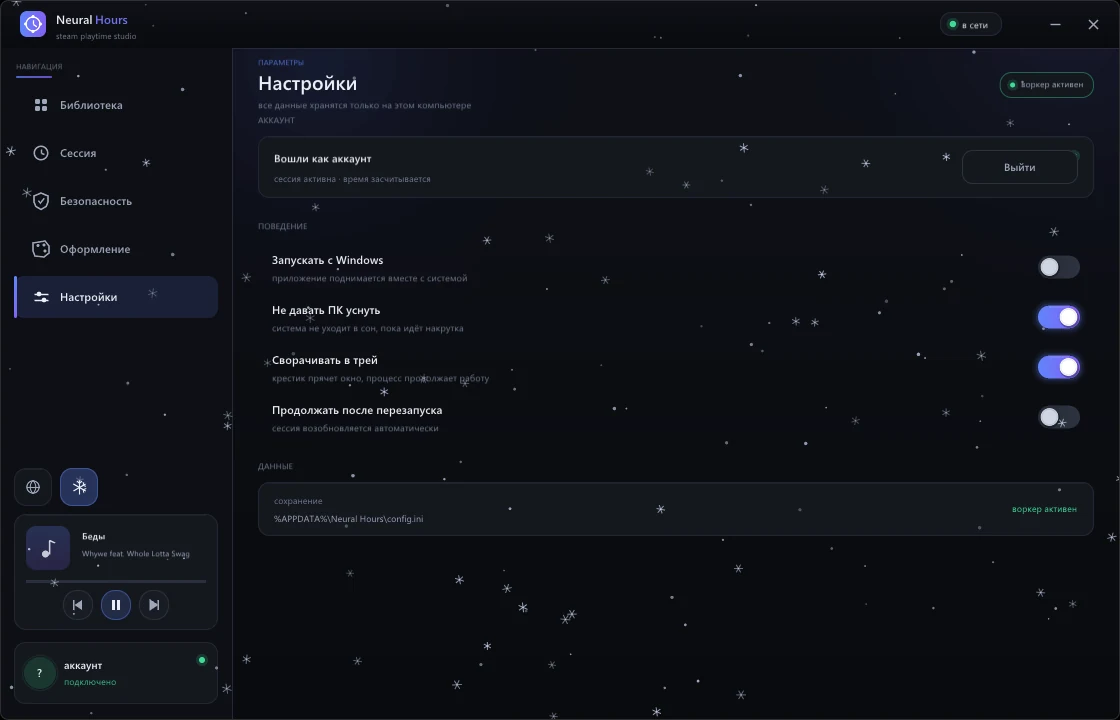 Neural Hours
steam playtime studio
в сети
НАВИГАЦИЯ
Библиотека
Сессия
Безопасность
Оформление
Настройки
Беды
Whywe feat Whole Lotta Swag
?
аккаунт
подключено
ПАРАМЕТРЫ
Настройки
все данные хранятся только на этом компьютере
воркер активен
АККАУНТ
Вошли как аккаунт
сессия активна · время засчитывается
Выйти
ПОВЕДЕНИЕ
Запускать с Windows
приложение поднимается вместе с системой
Не давать ПК уснуть
система не уходит в сон, пока идёт накрутка
Сворачивать в трей
крестик прячет окно, процесс продолжает работу
Продолжать после перезапуска
сессия возобновляется автоматически
ДАННЫЕ
сохранение
%APPDATA%\Neural Hours\config.ini
воркер активен